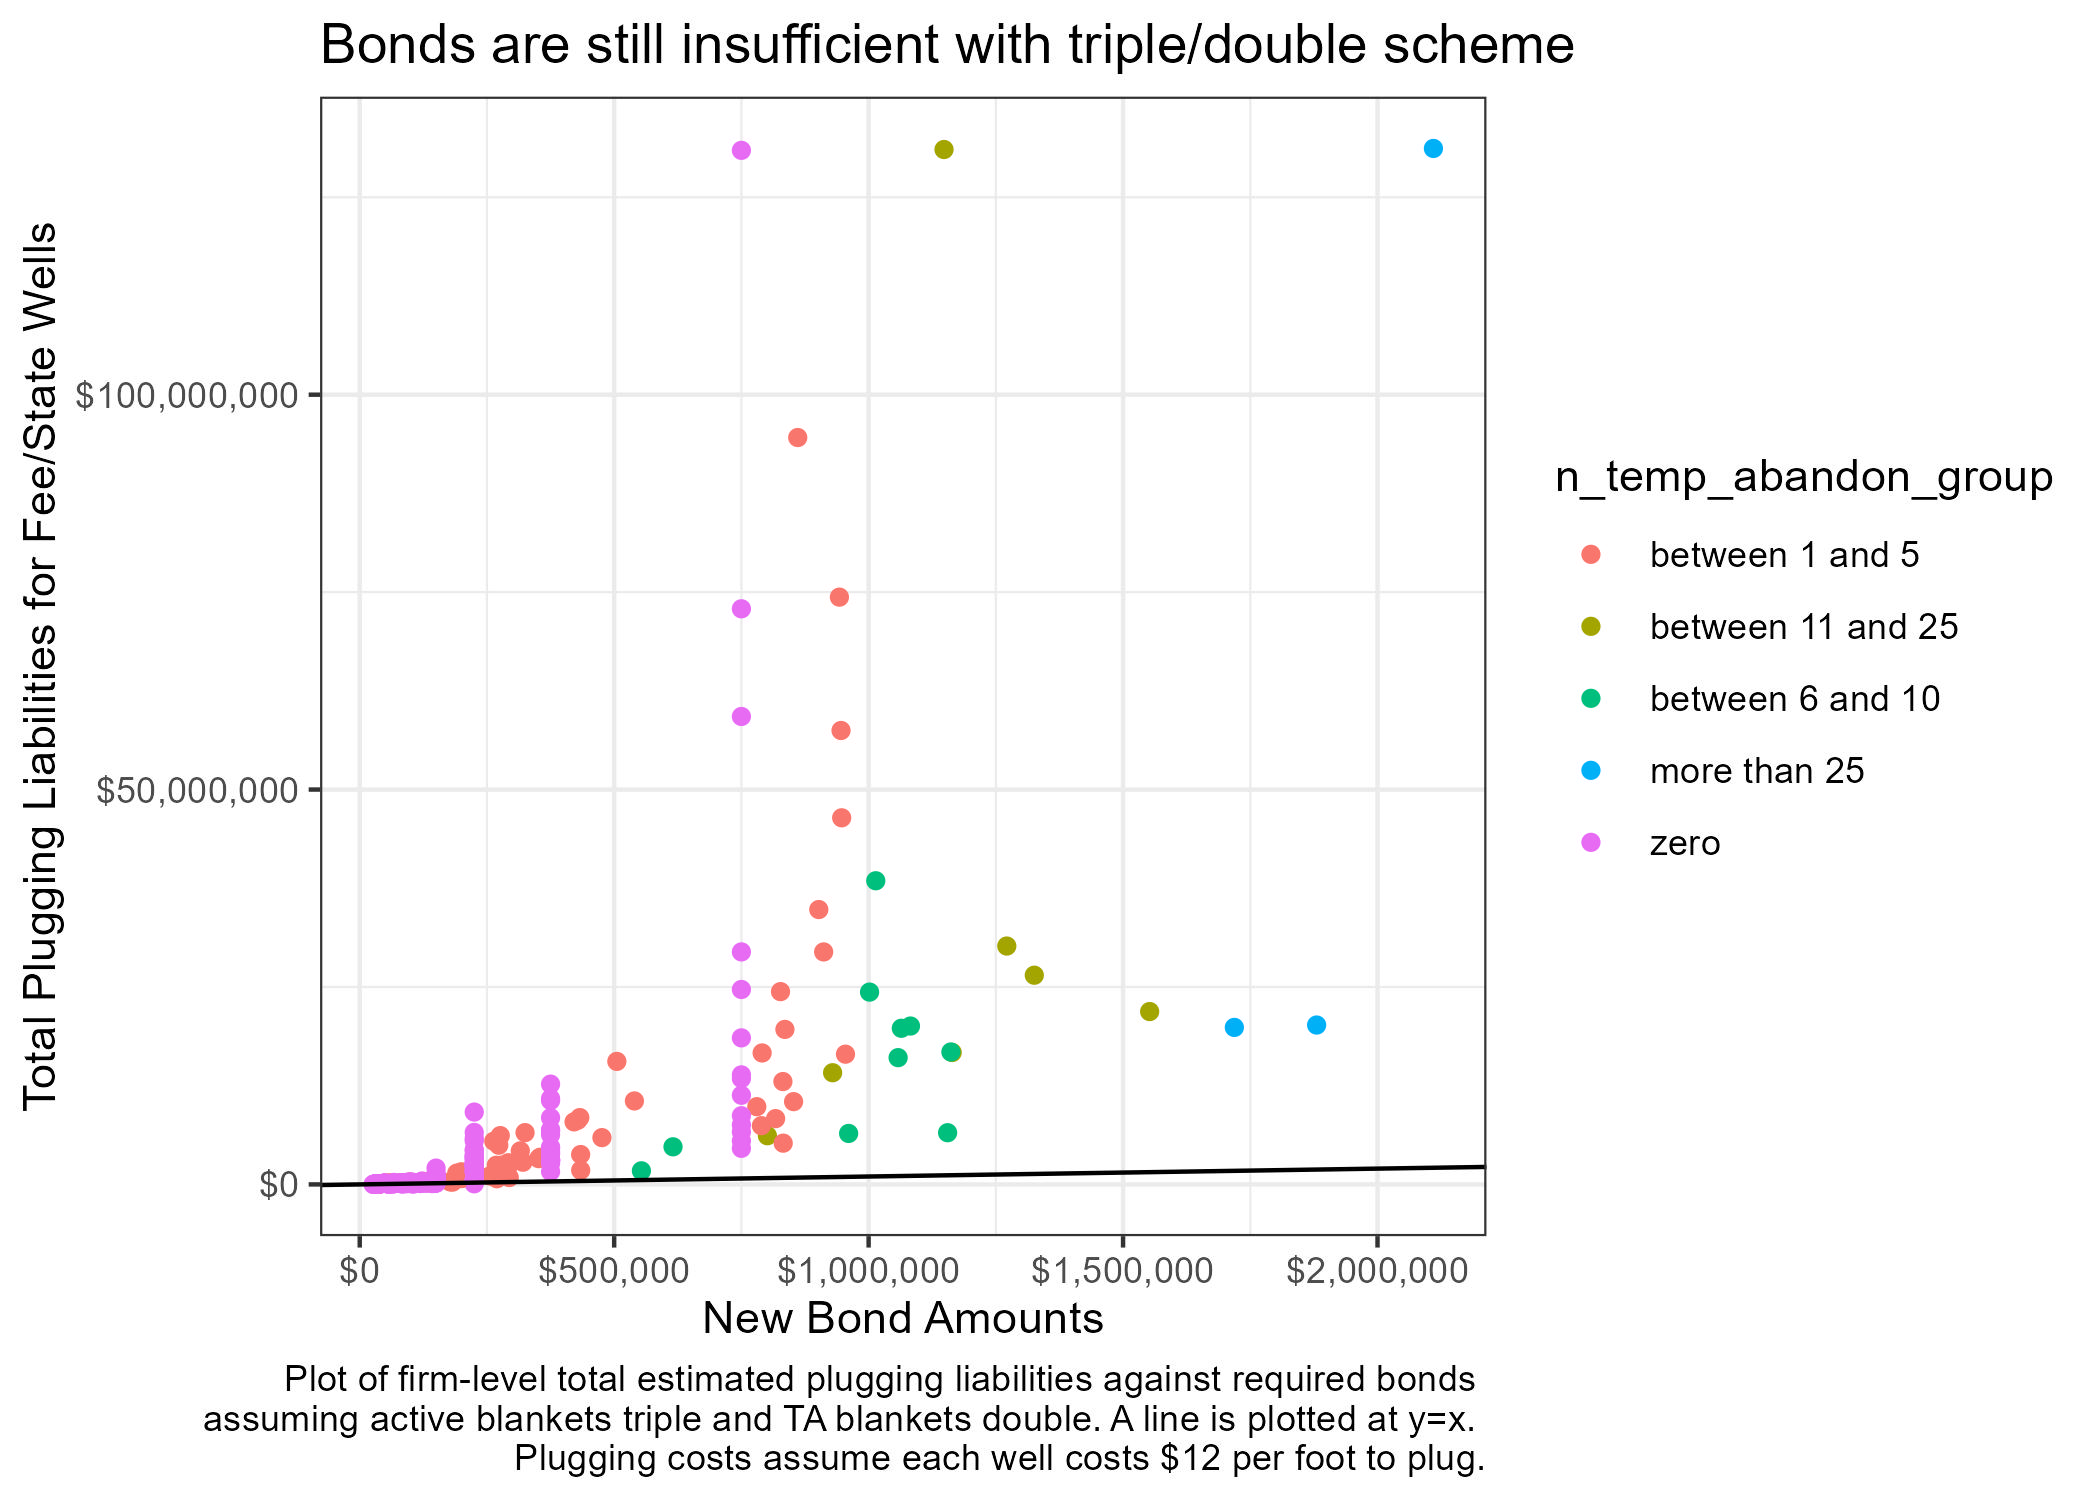 Bonds are still insufficient with triple/double scheme
Total Plugging Liabilities for Fee/State Wells
$100,000,000
$50,000,000
$0
$0
$500,000
$1,000,000
$1,500,000
$2,000,000
New Bond Amounts
n_temp_abandon_group
between 1 and 5
between 11 and 25
between 6 and 10
more than 25
zero
Plot of firm-level total estimated plugging liabilities against required bonds
assuming active blankets triple and TA blankets double. A line is plotted at y=x.
Plugging costs assume each well costs $12 per foot to plug.